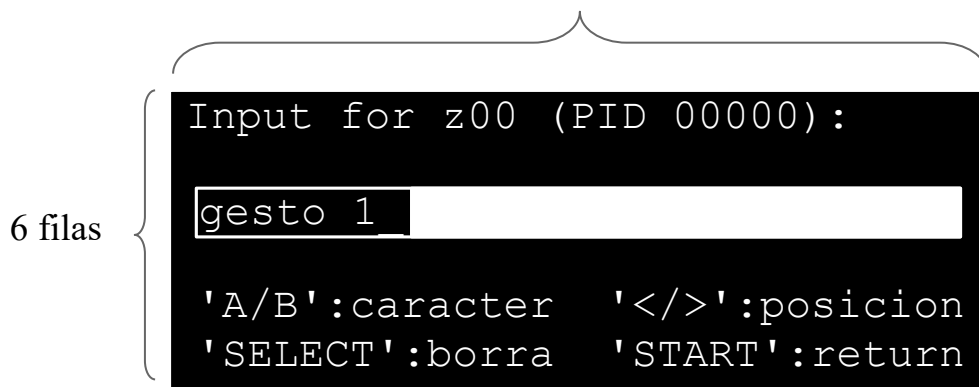 Input for z00 (PID 00000):
gesto 1_
6 filas
'A/B':caracter '</>':posicion
'SELECT':borra 'START':return